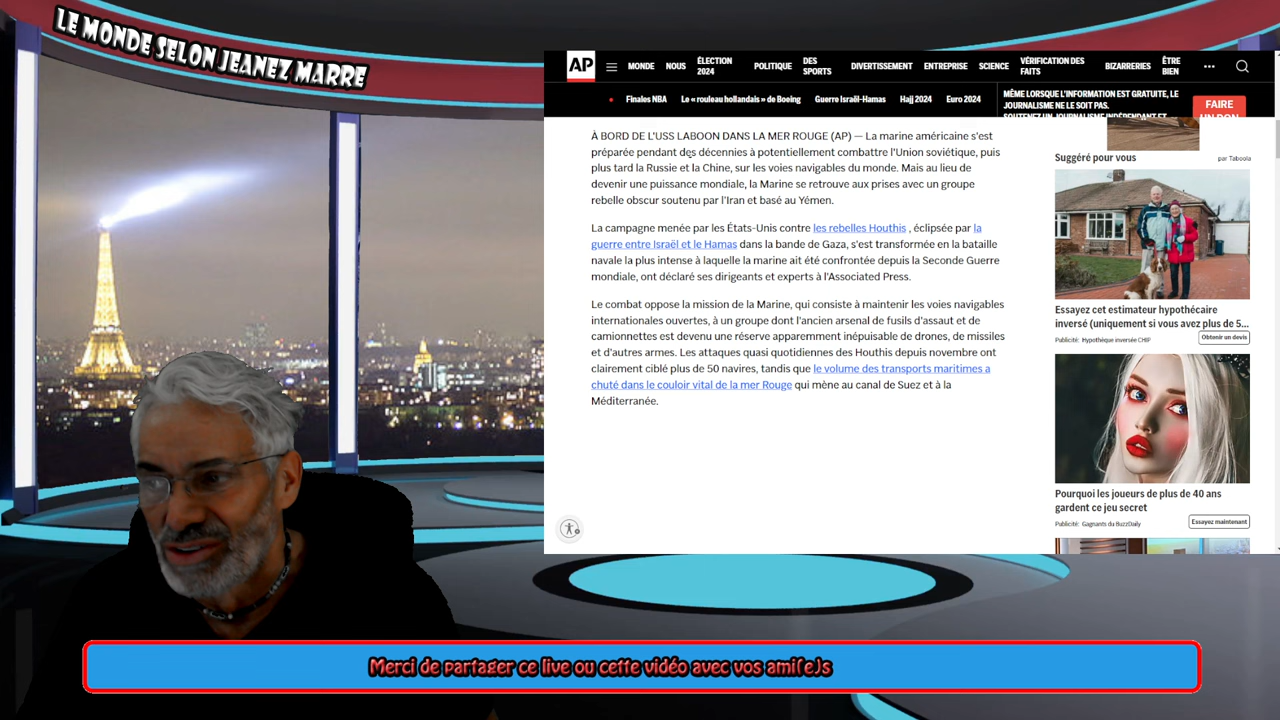 LE MONDE SELON JEANEZ MARRE
AP
MONDE
NOUS
ÉLECTION
2024
POLITIQUE
DES
SPORTS
DIVERTISSEMENT
ENTREPRISE
SCIENCE
VÉRIFICATION DES
FAITS
BIZARRERIES
ÊTRE
BIEN
Finales NBA
Le « rouleau hollandais » de Boeing
Guerre Israël-Hamas
Hajj 2024
Euro 2024
MÊME LORSQUE L'INFORMATION EST GRATUITE, LE
JOURNALISME NE LE SOIT PAS.
SOUTENEZ UN JOURNALISME INDÉPENDANT ET
FAIRE
UN DON
À BORD DE L'USS LABOON DANS LA MER ROUGE (AP) — La marine américaine s'est
préparée pendant des décennies à potentiellement combattre l'Union soviétique, puis
plus tard la Russie et la Chine, sur les voies navigables du monde. Mais au lieu de
devenir une puissance mondiale, la Marine se retrouve aux prises avec un groupe
rebelle obscur soutenu par l'Iran et basé au Yémen.
La campagne menée par les États-Unis contre les rebelles Houthis , éclipsée par la
guerre entre Israël et le Hamas dans la bande de Gaza, s'est transformée en la bataille
navale la plus intense à laquelle la marine ait été confrontée depuis la Seconde Guerre
mondiale, ont déclaré ses dirigeants et experts à l'Associated Press.
Le combat oppose la mission de la Marine, qui consiste à maintenir les voies navigables
internationales ouvertes, à un groupe dont l'ancien arsenal de fusils d'assaut et de
camionnettes est devenu une réserve apparemment inépuisable de drones, de missiles
et d'autres armes. Les attaques quasi quotidiennes des Houthis depuis novembre ont
clairement ciblé plus de 50 navires, tandis que le volume des transports maritimes a
chuté dans le couloir vital de la mer Rouge qui mène au canal de Suez et à la
Méditerranée.
Suggéré pour vous
par Taboola
Essayez cet estimateur hypothécaire
inversé (uniquement si vous avez plus de 5...
Publicité: Hypothèque inversée CHIP
Obtenir un devis
Pourquoi les joueurs de plus de 40 ans
gardent ce jeu secret
Publicité: Gagnants du BuzzDaily
Essayez maintenant
Merci de partager ce live ou cette vidéo avec vos ami(e)s